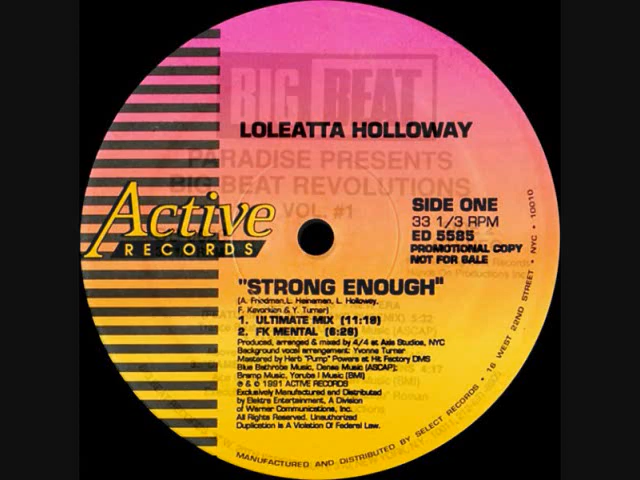 BIG BEAT
LOLEATTA HOLLOWAY
PARADISE PRESENTS
BIG BEAT REVOLUTIONS
VOL. #1
Active
RECORDS
SIDE ONE
33 1/3 RPM
ED 5585
PROMOTIONAL COPY
NOT FOR SALE
"STRONG ENOUGH"
(A. Friedman, L. Heineman, L. Holloway,
F. Kevorkian & Y. Turner)
1. ULTIMATE MIX (11:19)
2. FK MENTAL (6:26)
Produced, arranged & mixed by 4/4 at Axis Studios, NYC
Background vocal arrangement: Yvonne Turner
Mastered by Herb "Pump" Powers at Hit Factory DMS
Blue Bathrobe Music, Dense Music (ASCAP);
Bramp Music, Yoruba I Music (BMI)
℗ & © 1991 ACTIVE RECORDS
Exclusively Manufactured and Distributed
by Elektra Entertainment, A Division
of Warner Communications, Inc.
All Rights Reserved. Unauthorized
Duplication Is A Violation Of Federal Law.
MANUFACTURED AND DISTRIBUTED BY SELECT RECORDS • 16 WEST 22ND STREET • NYC • 10010